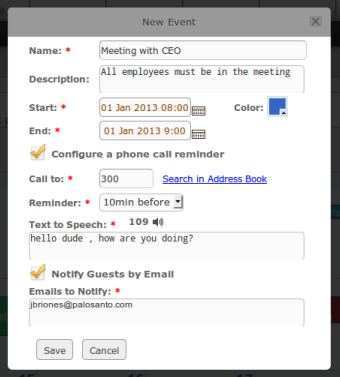 New Event
Name: * Meeting with CEO
Description: All employees must be in the meeting
Start: * 01 Jan 2013 08:00 Color:
End: * 01 Jan 2013 9:00
Configure a phone call reminder
Call to: * 300 Search in Address Book
Reminder: * 10min before
Text to Speech: * 109
hello dude , how are you doing?
Notify Guests by Email
Emails to Notify: *
jbriones@palosanto.com
Save Cancel